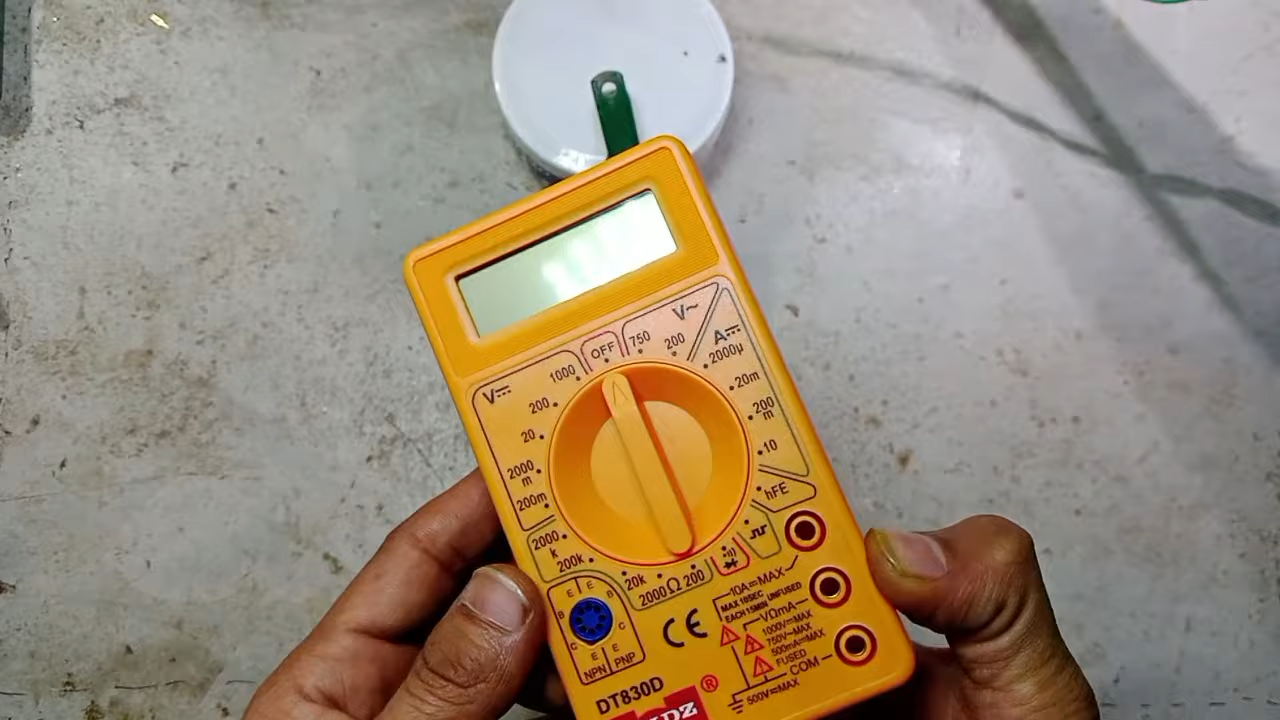 V⎓
1000
OFF
750
V~
200
A⎓
2000µ
20m
200
m
10
hFE
200
20
2000
m
200m
2000
k
200k
20k
2000Ω
200
E
E
B
B
C
C
E
E
NPN
PNP
CE
10A⎓MAX
MAX 10SEC
EACH 15MIN
UNFUSED
VΩmA
1000V⎓MAX
750V~MAX
500mA⎓MAX
FUSED
COM
500V⎓MAX
DT830D
®